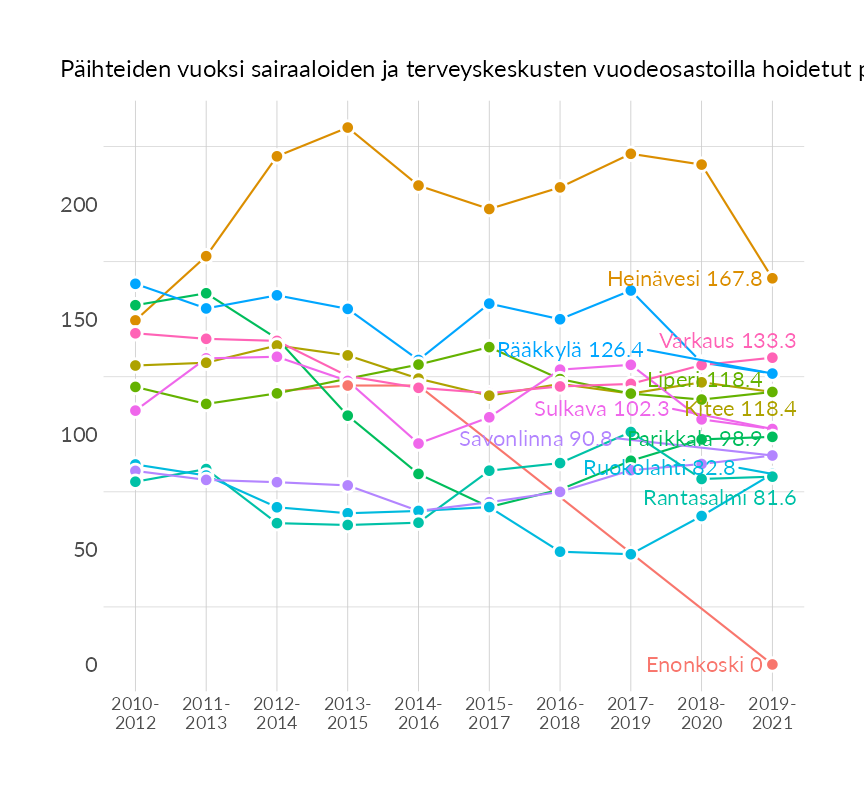 Päihteiden vuoksi sairaaloiden ja terveyskeskusten vuodeosastoilla hoidetut p
200
150
100
50
0
Heinävesi 167.8
Varkaus 133.3
Rääkkylä 126.4
Liperi 118.4
Sulkava 102.3
Kitee 118.4
Savonlinna 90.8
Parikkala 98.9
Ruokolahti 82.8
Rantasalmi 81.6
Enonkoski 0
2010-
2012
2011-
2013
2012-
2014
2013-
2015
2014-
2016
2015-
2017
2016-
2018
2017-
2019
2018-
2020
2019-
2021